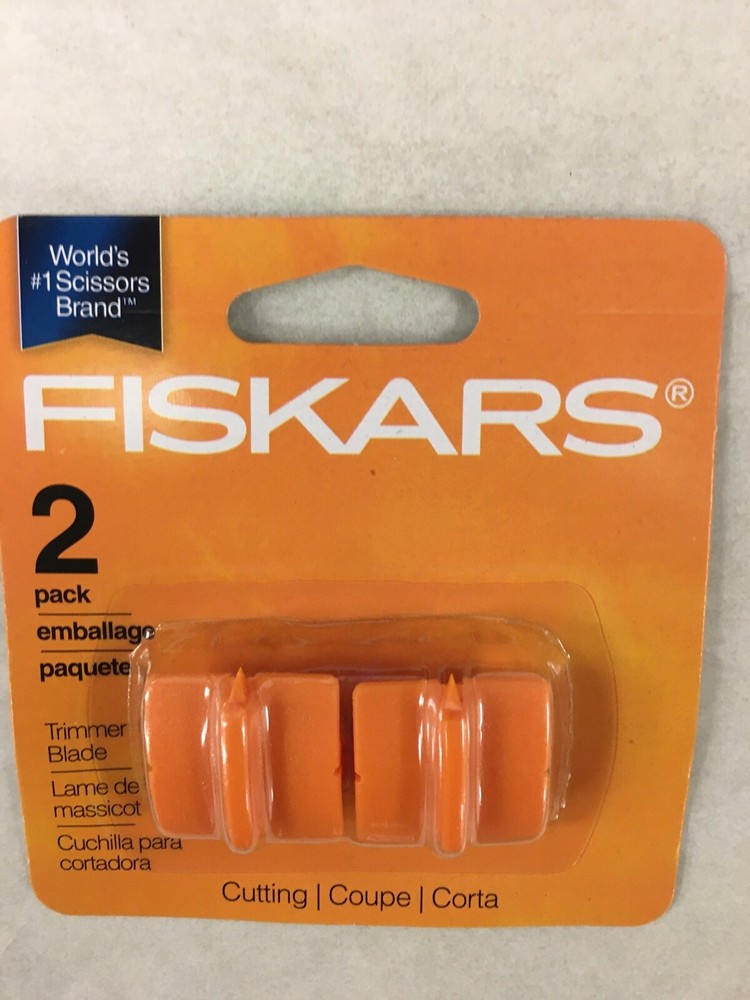 World's
#1 Scissors
Brand™
FISKARS®
2
pack
emballage
paquete
Trimmer
Blade
Lame de
massicot
Cuchilla para
cortadora
Cutting | Coupe | Corta